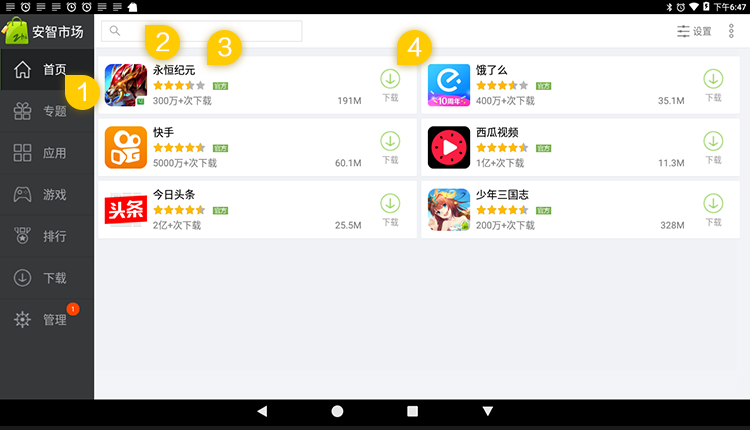 下午6:47
安智市场
设置
首页
专题
应用
游戏
排行
下载
管理
1
1
2
3
4
永恒纪元
官方
300万+次下载
191M
下载
饿了么
10周年
官方
400万+次下载
35.1M
下载
快手
官方
5000万+次下载
60.1M
下载
西瓜视频
官方
1亿+次下载
11.3M
下载
头条
今日头条
官方
2亿+次下载
25.5M
下载
少年三国志
官方
200万+次下载
328M
下载